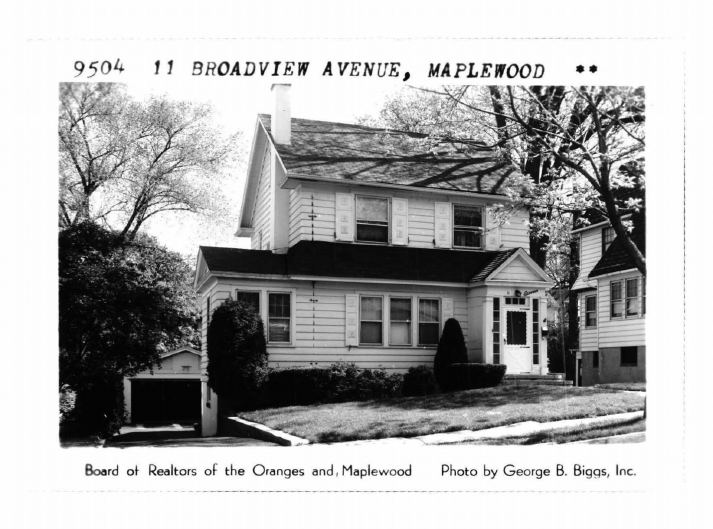 9504 11 BROADVIEW AVENUE, MAPLEWOOD **
Board of Realtors of the Oranges and, Maplewood Photo by George B. Biggs, Inc.